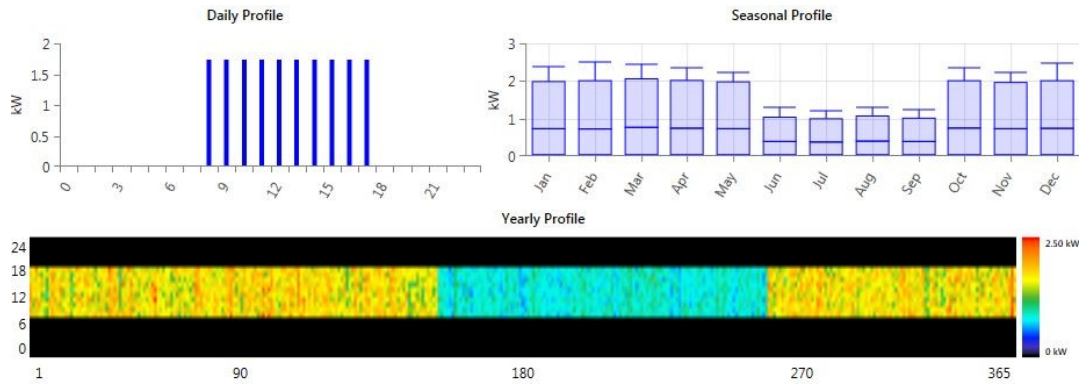 Daily Profile
kW
2
1.5
1
0.5
0
0 3 6 9 12 15 18 21
Seasonal Profile
kW
3
2
1
0
Jan Feb Mar Apr May Jun Jul Aug Sep Oct Nov Dec
Yearly Profile
24
18
12
6
0
1 90 180 270 365
2.50 kW
0 kW